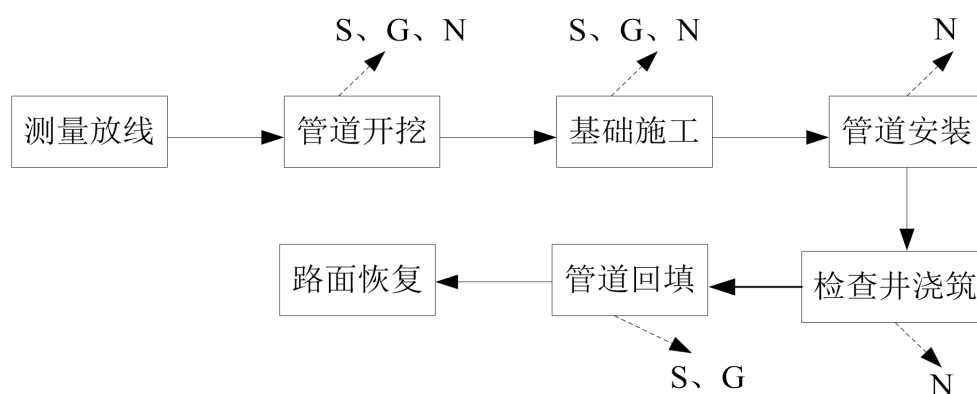 S、G、N
S、G、N
N
测量放线
管道开挖
基础施工
管道安装
路面恢复
管道回填
检查井浇筑
S、G
N